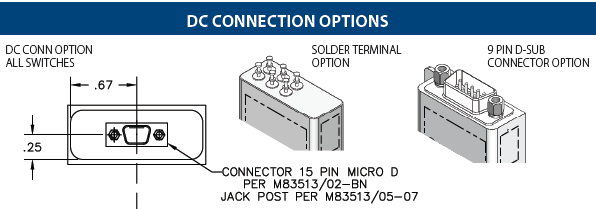 DC CONNECTION OPTIONS
DC CONN OPTION
ALL SWITCHES
SOLDER TERMINAL
OPTION
9 PIN D-SUB
CONNECTOR OPTION
.67
.25
CONNECTOR 15 PIN MICRO D
PER M83513/02-BN
JACK POST PER M83513/05-07